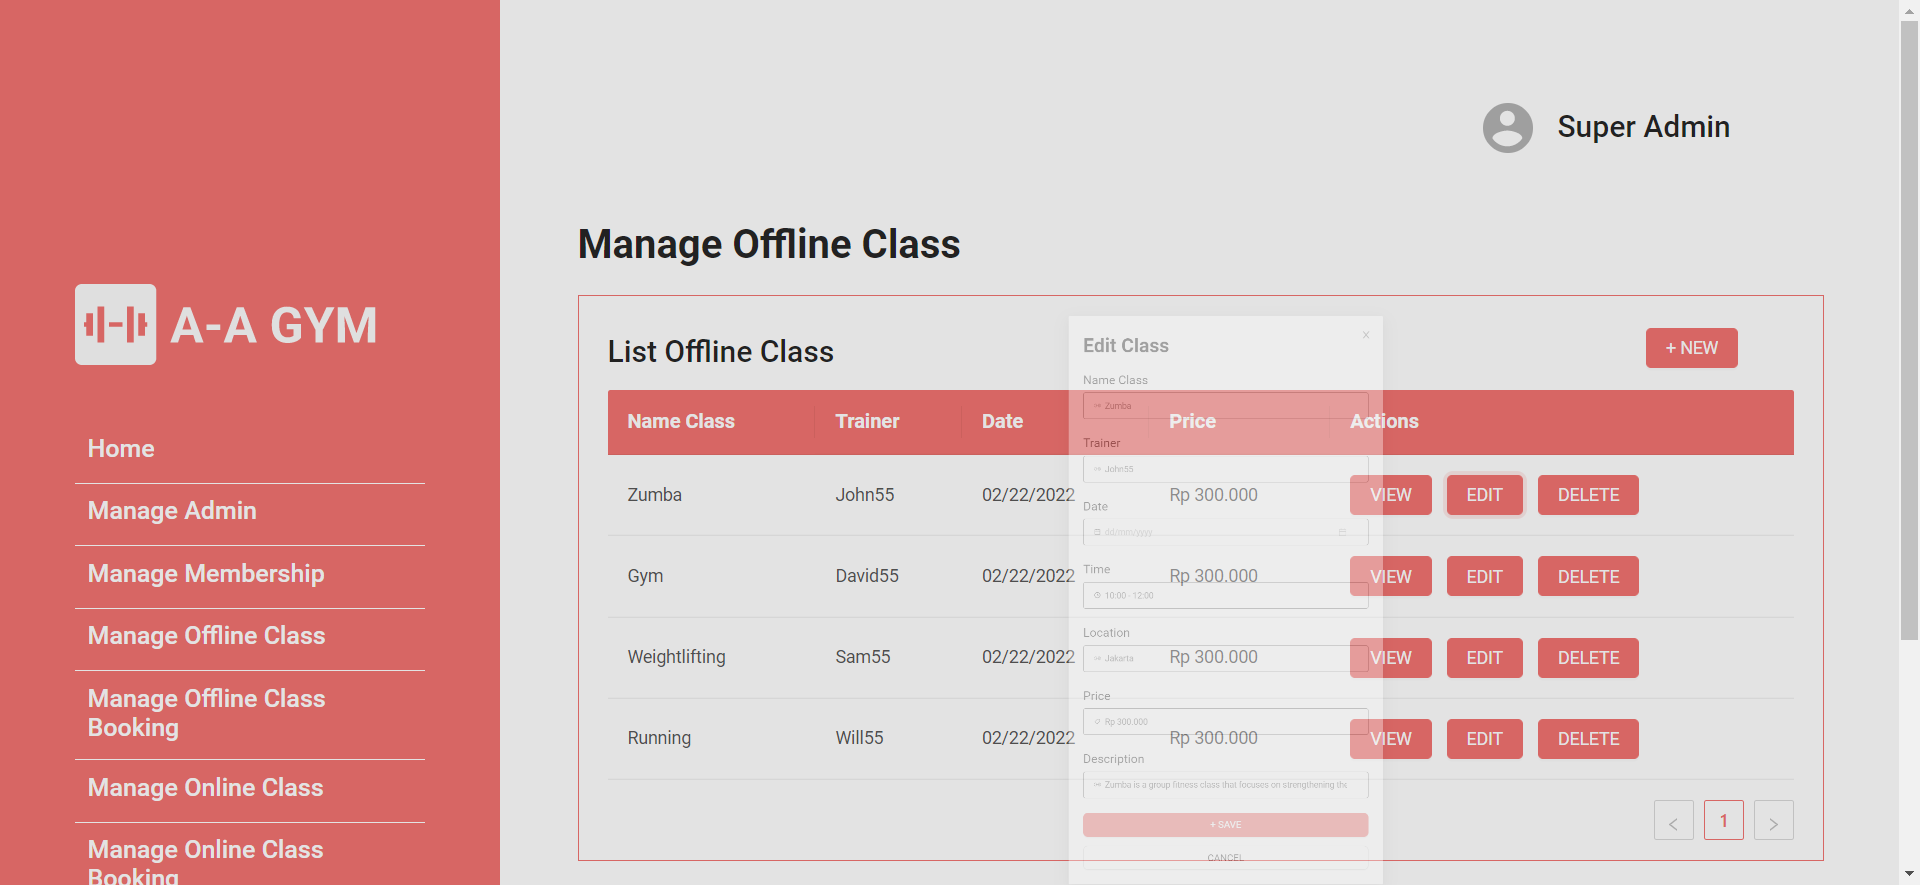 A-A GYM
Home
Manage Admin
Manage Membership
Manage Offline Class
Manage Offline Class
Booking
Manage Online Class
Manage Online Class
Booking
Super Admin
Manage Offline Class
List Offline Class
+ NEW
Name Class Trainer Date Price Actions
Zumba John55 02/22/2022 Rp 300.000 VIEW EDIT DELETE
Gym David55 02/22/2022 Rp 300.000 VIEW EDIT DELETE
Weightlifting Sam55 02/22/2022 Rp 300.000 VIEW EDIT DELETE
Running Will55 02/22/2022 Rp 300.000 VIEW EDIT DELETE
< 1 >
Edit Class
Name Class
Zumba
Trainer
John55
Date
dd/mm/yyyy
Time
10:00 - 12:00
Location
Jakarta
Price
Rp 300.000
Description
Zumba is a group fitness class that focuses on strengthening the
+ SAVE
CANCEL